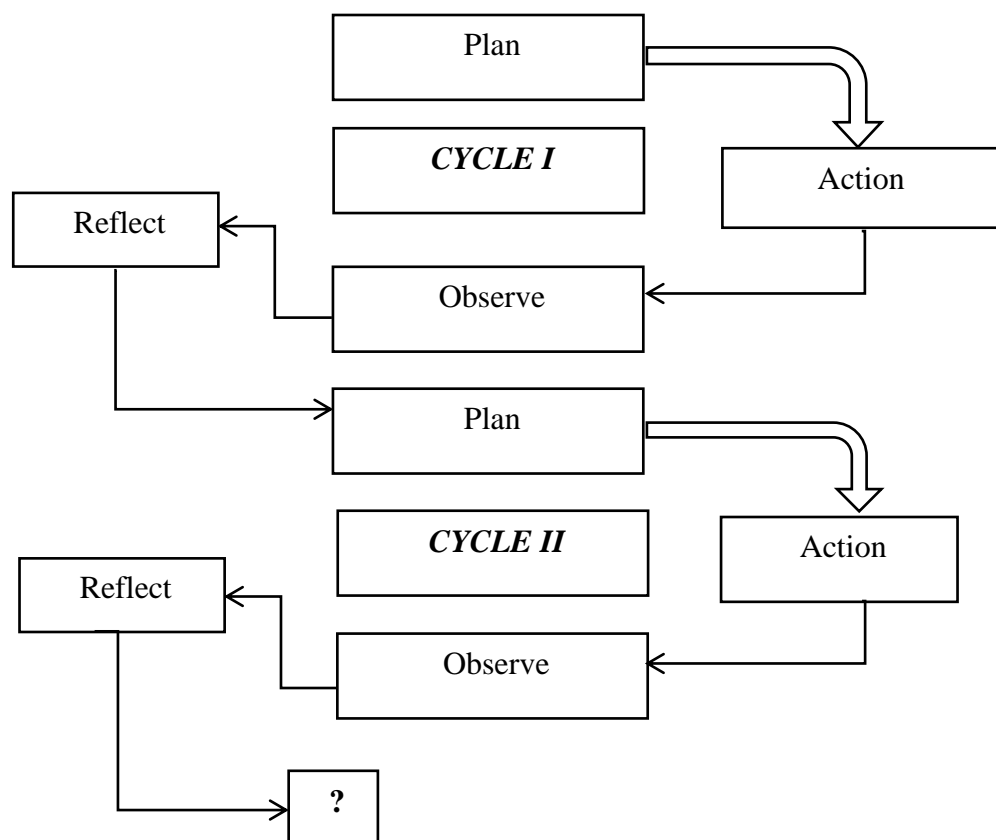 Plan
CYCLE I
Action
Reflect
Observe
Plan
CYCLE II
Action
Reflect
Observe
?